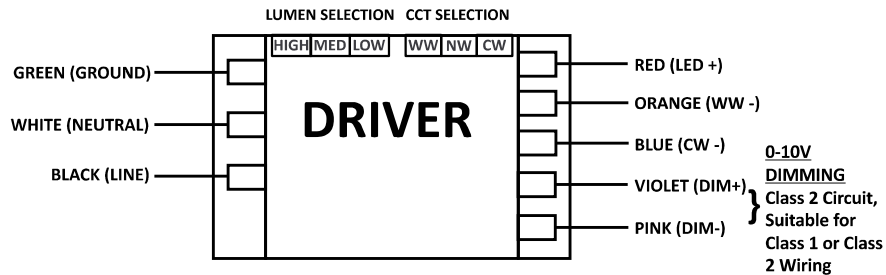 LUMEN SELECTION CCT SELECTION
HIGH MED LOW WW NW CW
GREEN (GROUND)
WHITE (NEUTRAL)
BLACK (LINE)
DRIVER
RED (LED +)
ORANGE (WW -)
BLUE (CW -)
VIOLET (DIM+)
PINK (DIM-)
0-10V
DIMMING
Class 2 Circuit,
Suitable for
Class 1 or Class
2 Wiring